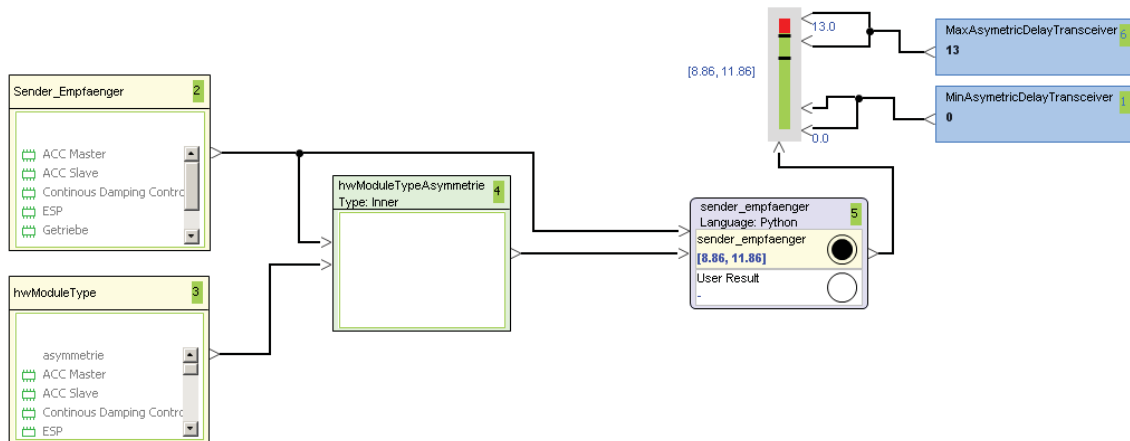 Sender_Empfaenger 2
ACC Master
ACC Slave
Continous Damping Contro
ESP
Getriebe
hwModuleType 3
asymmetrie
ACC Master
ACC Slave
Continous Damping Contro
ESP
hwModuleTypeAsymmetrie 4
Type: Inner
sender_empfaenger 5
Language: Python
sender_empfaenger
[8.86, 11.86]
User Result
-
13.0
[8.86, 11.86]
0.0
MaxAsymetricDelayTransceiver 6
13
MinAsymetricDelayTransceiver 1
0